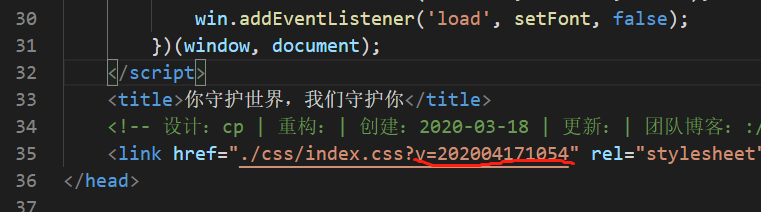 30 win.addEventListener('load', setFont, false);
31 })(window, document);
32 </script>
33 <title>你守护世界，我们守护你</title>
34 <!-- 设计：cp | 重构：| 创建：2020-03-18 | 更新：| 团队博客：:/
35 <link href="./css/index.css?v=202004171054" rel="stylesheet"
36 </head>
37